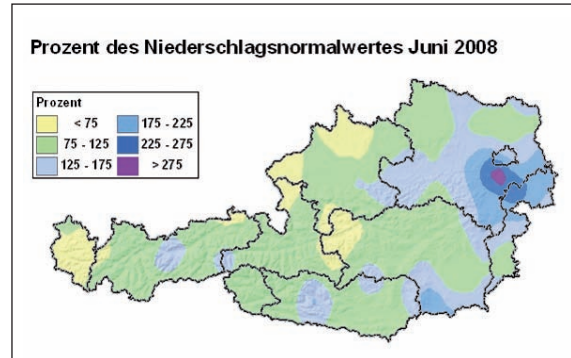 Prozent des Niederschlagsnormalwertes Juni 2008
Prozent
< 75
175 - 225
75 - 125
225 - 275
125 - 175
> 275